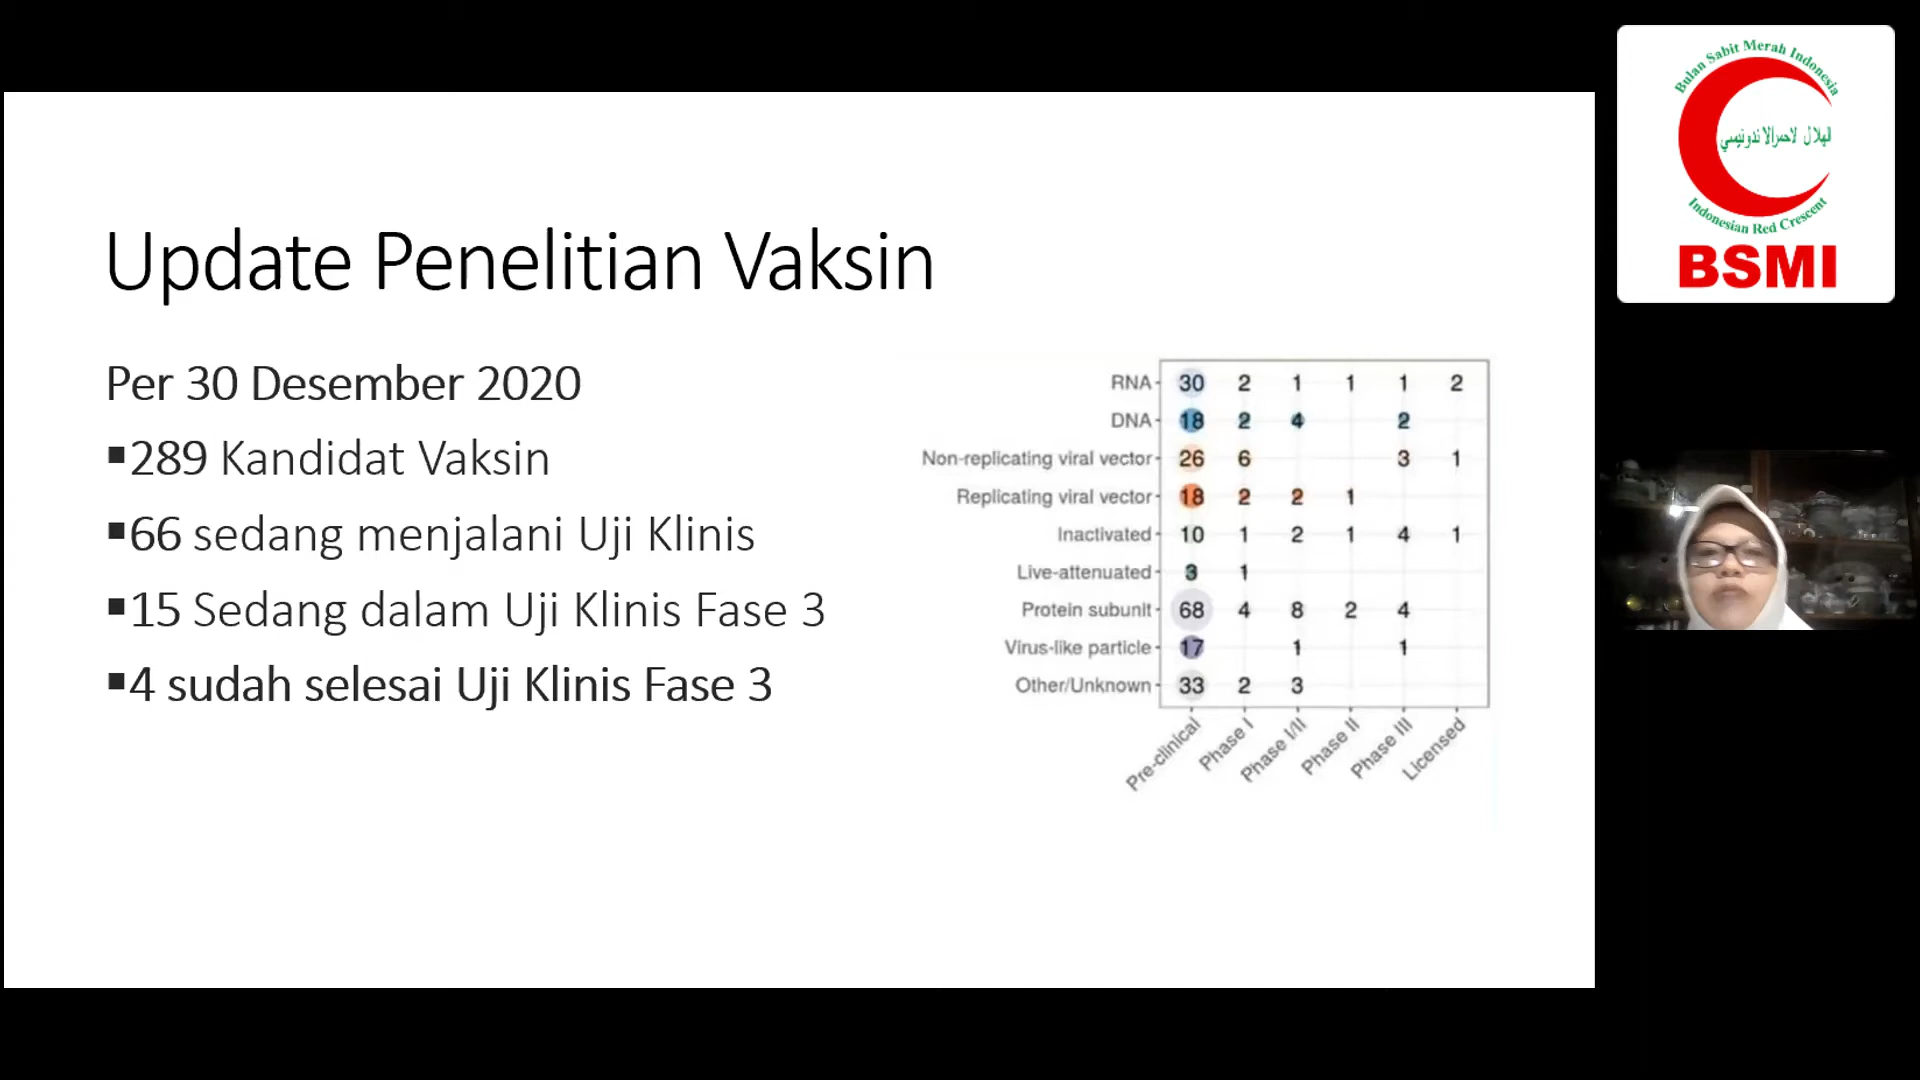 Update Penelitian Vaksin
Per 30 Desember 2020
▪289 Kandidat Vaksin
▪66 sedang menjalani Uji Klinis
▪15 Sedang dalam Uji Klinis Fase 3
▪4 sudah selesai Uji Klinis Fase 3
RNA 30 2 1 1 1 2
DNA 18 2 4 2
Non-replicating viral vector 26 6 3 1
Replicating viral vector 18 2 2 1
Inactivated 10 1 2 1 4 1
Live-attenuated 3 1
Protein subunit 68 4 8 2 4
Virus-like particle 17 1 1
Other/Unknown 33 2 3
Pre-clinical Phase I Phase I/II Phase II Phase III Licensed
Bulan Sabit Merah Indonesia
الهلال لاحمرالاندونيسي
Indonesian Red Crescent
BSMI